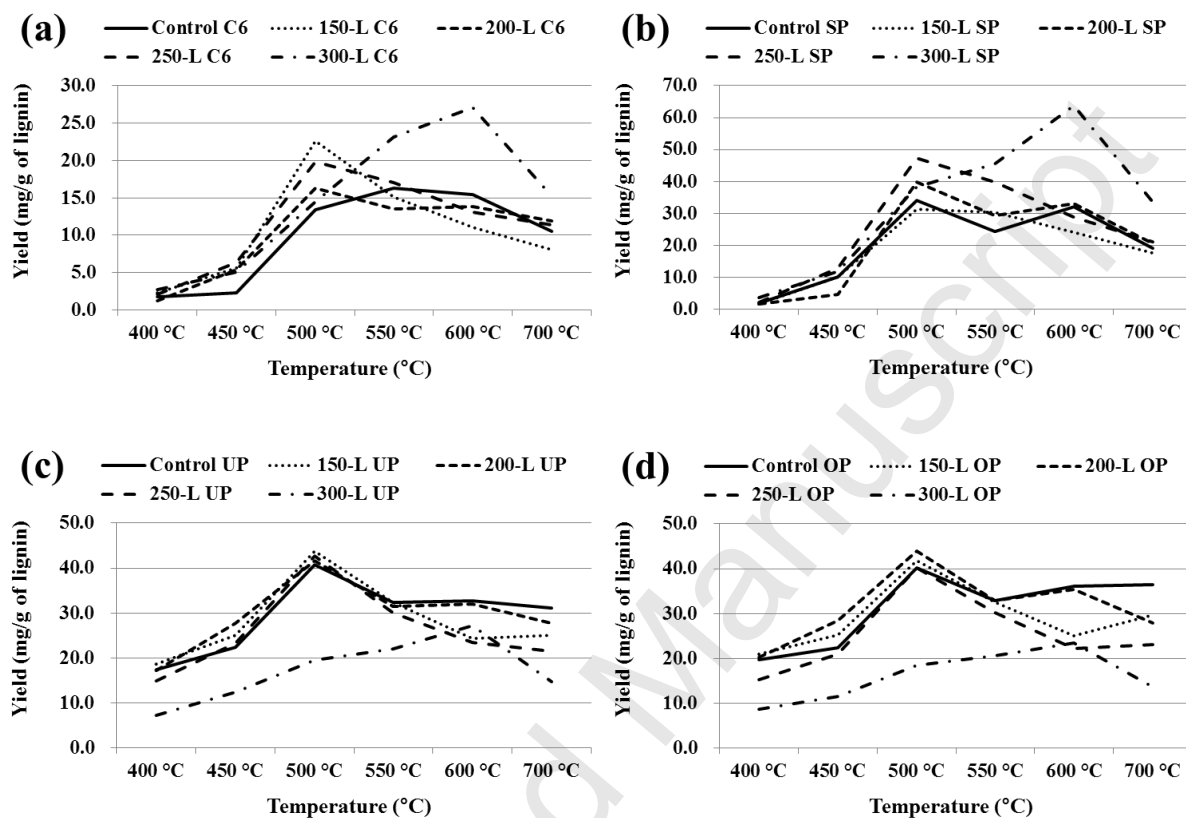 (a)
Control C6 150-L C6 200-L C6
250-L C6 300-L C6
30.0
25.0
20.0
15.0
10.0
5.0
0.0
Yield (mg/g of lignin)
400 °C 450 °C 500 °C 550 °C 600 °C 700 °C
Temperature (°C)
(b)
Control SP 150-L SP 200-L SP
250-L SP 300-L SP
70.0
60.0
50.0
40.0
30.0
20.0
10.0
0.0
Yield (mg/g of lignin)
400 °C 450 °C 500 °C 550 °C 600 °C 700 °C
Temperature (°C)
(c)
Control UP 150-L UP 200-L UP
250-L UP 300-L UP
50.0
40.0
30.0
20.0
10.0
0.0
Yield (mg/g of lignin)
400 °C 450 °C 500 °C 550 °C 600 °C 700 °C
Temperature (°C)
(d)
Control OP 150-L OP 200-L OP
250-L OP 300-L OP
50.0
40.0
30.0
20.0
10.0
0.0
Yield (mg/g of lignin)
400 °C 450 °C 500 °C 550 °C 600 °C 700 °C
Temperature (°C)
d Manuscript